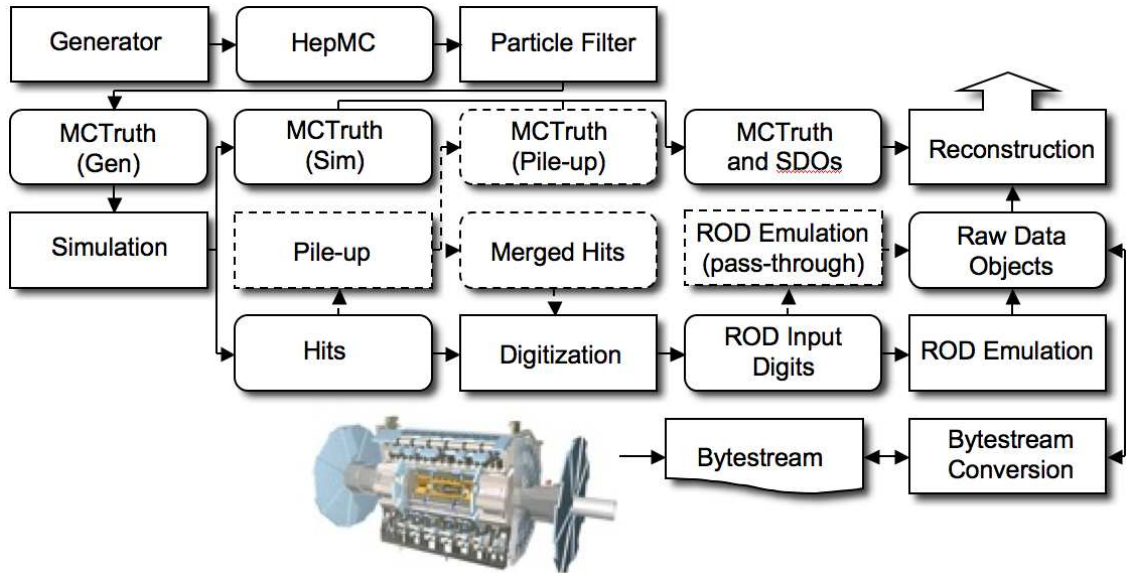 Generator
HepMC
Particle Filter
MCTruth
(Gen)
MCTruth
(Sim)
MCTruth
(Pile-up)
MCTruth
and SDOs
Reconstruction
Simulation
Pile-up
Merged Hits
ROD Emulation
(pass-through)
Raw Data
Objects
Hits
Digitization
ROD Input
Digits
ROD Emulation
Bytestream
Bytestream
Conversion